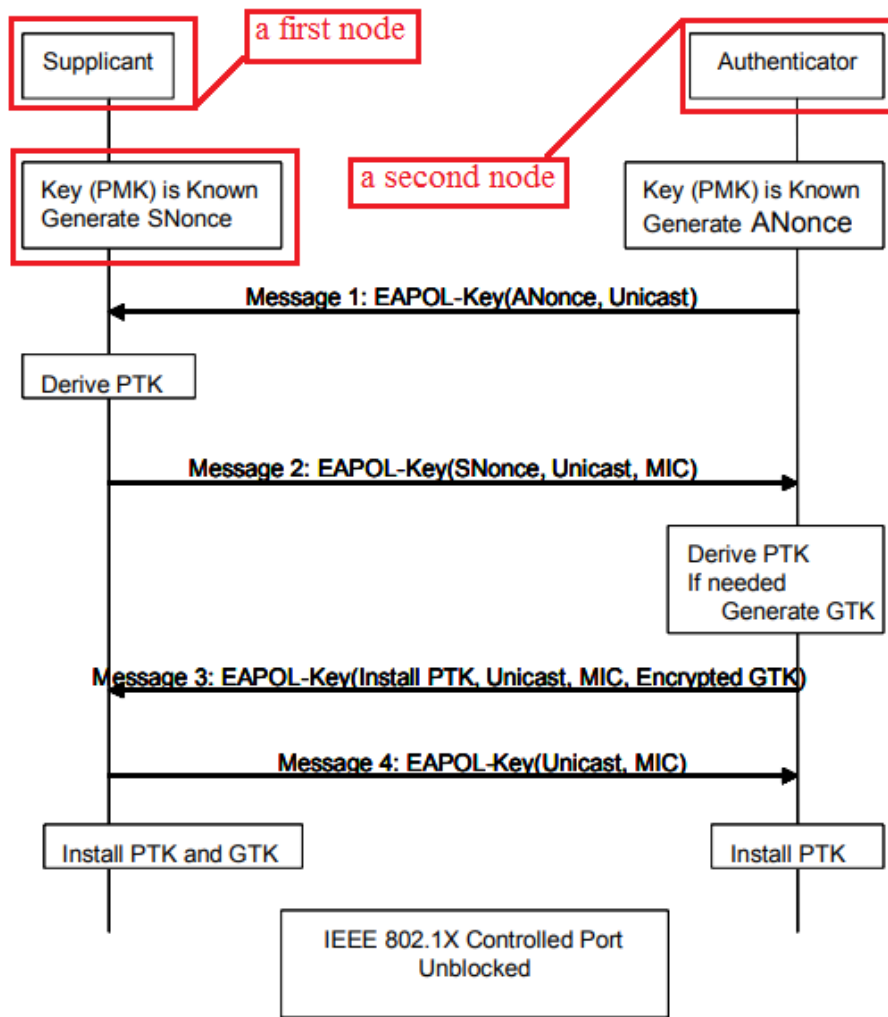 a first node
Supplicant
Authenticator
a second node
Key (PMK) is Known
Generate SNonce
Key (PMK) is Known
Generate ANonce
Message 1: EAPOL-Key(ANonce, Unicast)
Derive PTK
Message 2: EAPOL-Key(SNonce, Unicast, MIC)
Derive PTK
If needed
Generate GTK
Message 3: EAPOL-Key(Install PTK, Unicast, MIC, Encrypted GTK)
Message 4: EAPOL-Key(Unicast, MIC)
Install PTK and GTK
Install PTK
IEEE 802.1X Controlled Port
Unblocked